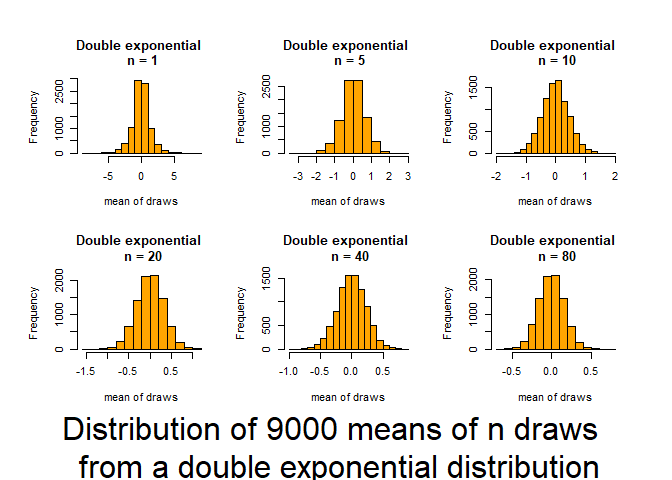 Double exponential
n = 1
Frequency
0 1000 2500
-5 0 5
mean of draws
Double exponential
n = 5
Frequency
0 1000 2500
-3 -2 -1 0 1 2 3
mean of draws
Double exponential
n = 10
Frequency
0 500 1500
-2 -1 0 1 2
mean of draws
Double exponential
n = 20
Frequency
0 1000 2000
-1.5 -0.5 0.5
mean of draws
Double exponential
n = 40
Frequency
0 500 1500
-1.0 -0.5 0.0 0.5
mean of draws
Double exponential
n = 80
Frequency
0 1000 2000
-0.5 0.0 0.5
mean of draws
Distribution of 9000 means of n draws
from a double exponential distribution